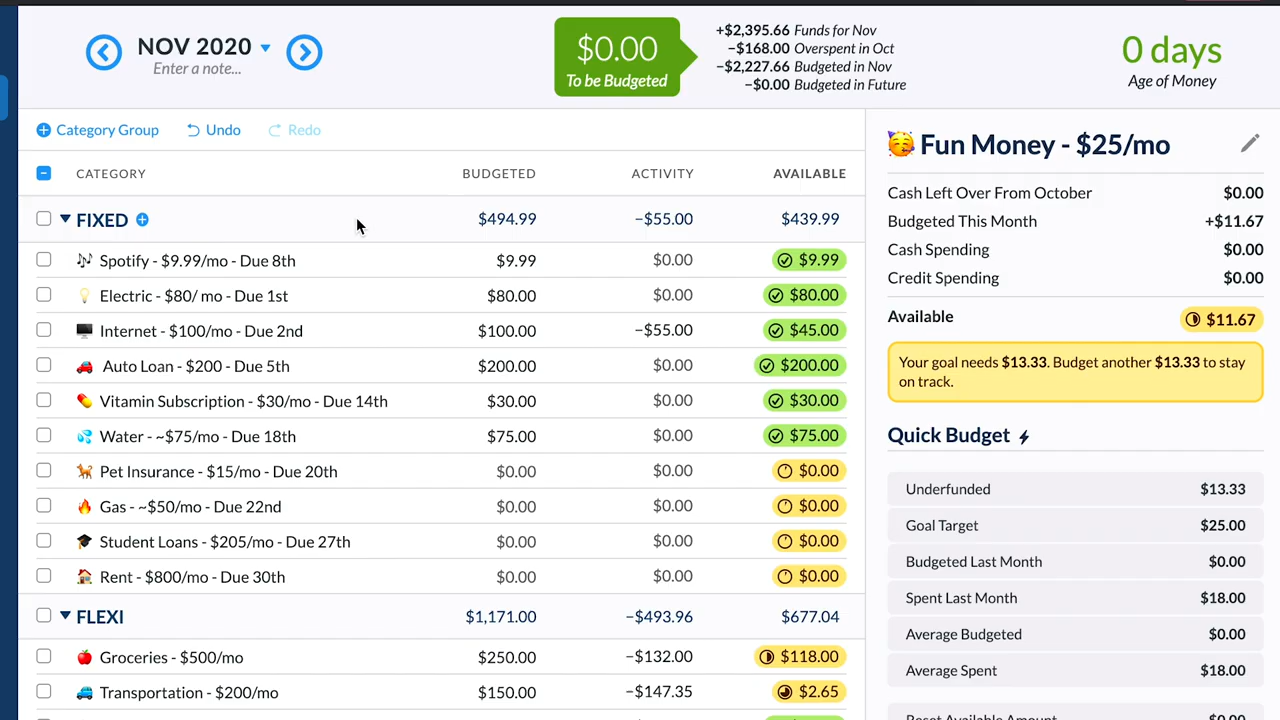 NOV 2020
Enter a note...
$0.00
To be Budgeted
+$2,395.66 Funds for Nov
−$168.00 Overspent in Oct
−$2,227.66 Budgeted in Nov
−$0.00 Budgeted in Future
0 days
Age of Money
Category Group Undo Redo
CATEGORY BUDGETED ACTIVITY AVAILABLE
FIXED $494.99 −$55.00 $439.99
Spotify - $9.99/mo - Due 8th $9.99 $0.00 $9.99
Electric - $80/ mo - Due 1st $80.00 $0.00 $80.00
Internet - $100/mo - Due 2nd $100.00 −$55.00 $45.00
Auto Loan - $200 - Due 5th $200.00 $0.00 $200.00
Vitamin Subscription - $30/mo - Due 14th $30.00 $0.00 $30.00
Water - ~$75/mo - Due 18th $75.00 $0.00 $75.00
Pet Insurance - $15/mo - Due 20th $0.00 $0.00 $0.00
Gas - ~$50/mo - Due 22nd $0.00 $0.00 $0.00
Student Loans - $205/mo - Due 27th $0.00 $0.00 $0.00
Rent - $800/mo - Due 30th $0.00 $0.00 $0.00
FLEXI $1,171.00 −$493.96 $677.04
Groceries - $500/mo $250.00 −$132.00 $118.00
Transportation - $200/mo $150.00 −$147.35 $2.65
Fun Money - $25/mo
Cash Left Over From October $0.00
Budgeted This Month +$11.67
Cash Spending $0.00
Credit Spending $0.00
Available $11.67
Your goal needs $13.33. Budget another $13.33 to stay
on track.
Quick Budget
Underfunded $13.33
Goal Target $25.00
Budgeted Last Month $0.00
Spent Last Month $18.00
Average Budgeted $0.00
Average Spent $18.00
Reset Available Amount $0.00